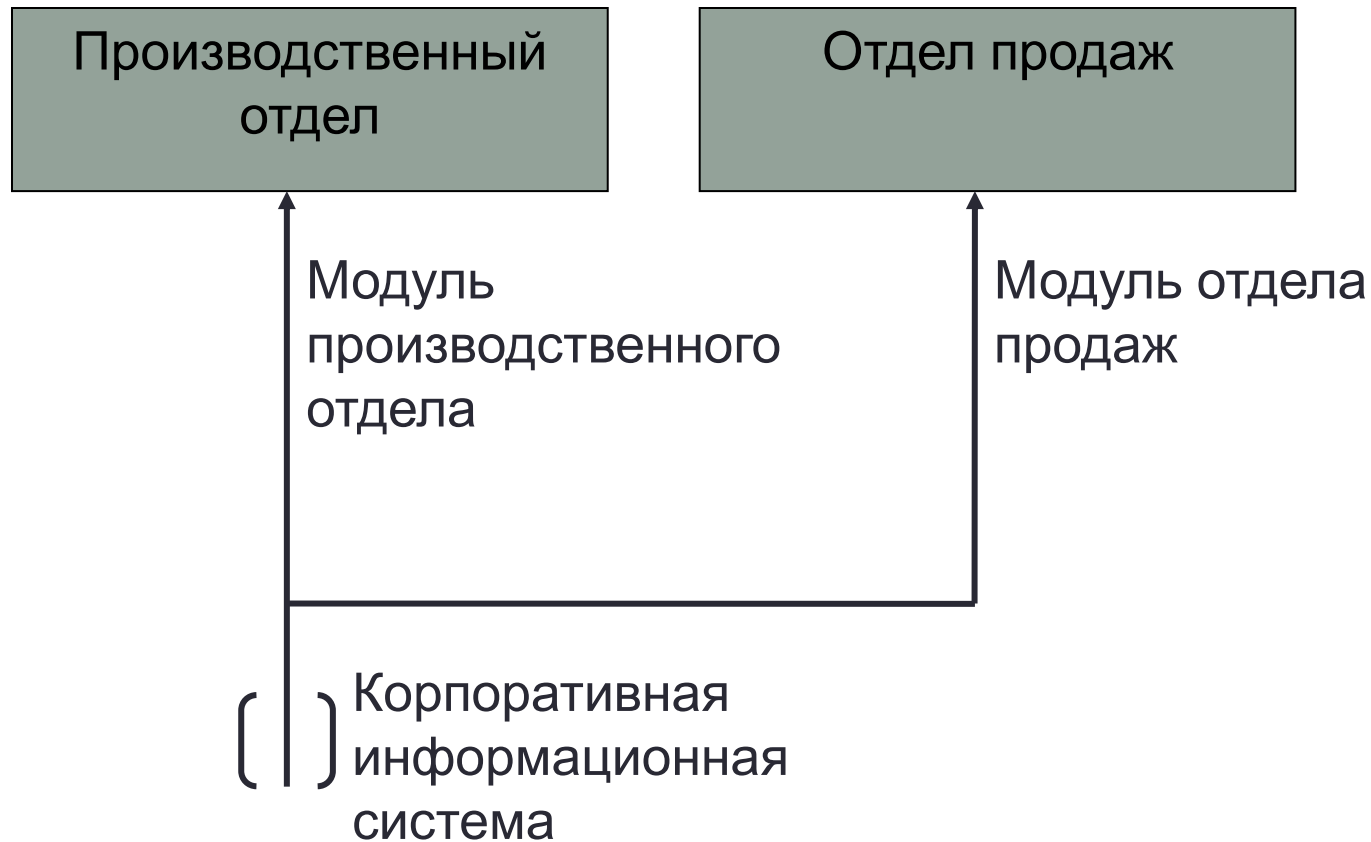 Производственный
отдел
Отдел продаж
Модуль
производственного
отдела
Модуль отдела
продаж
Корпоративная
информационная
система